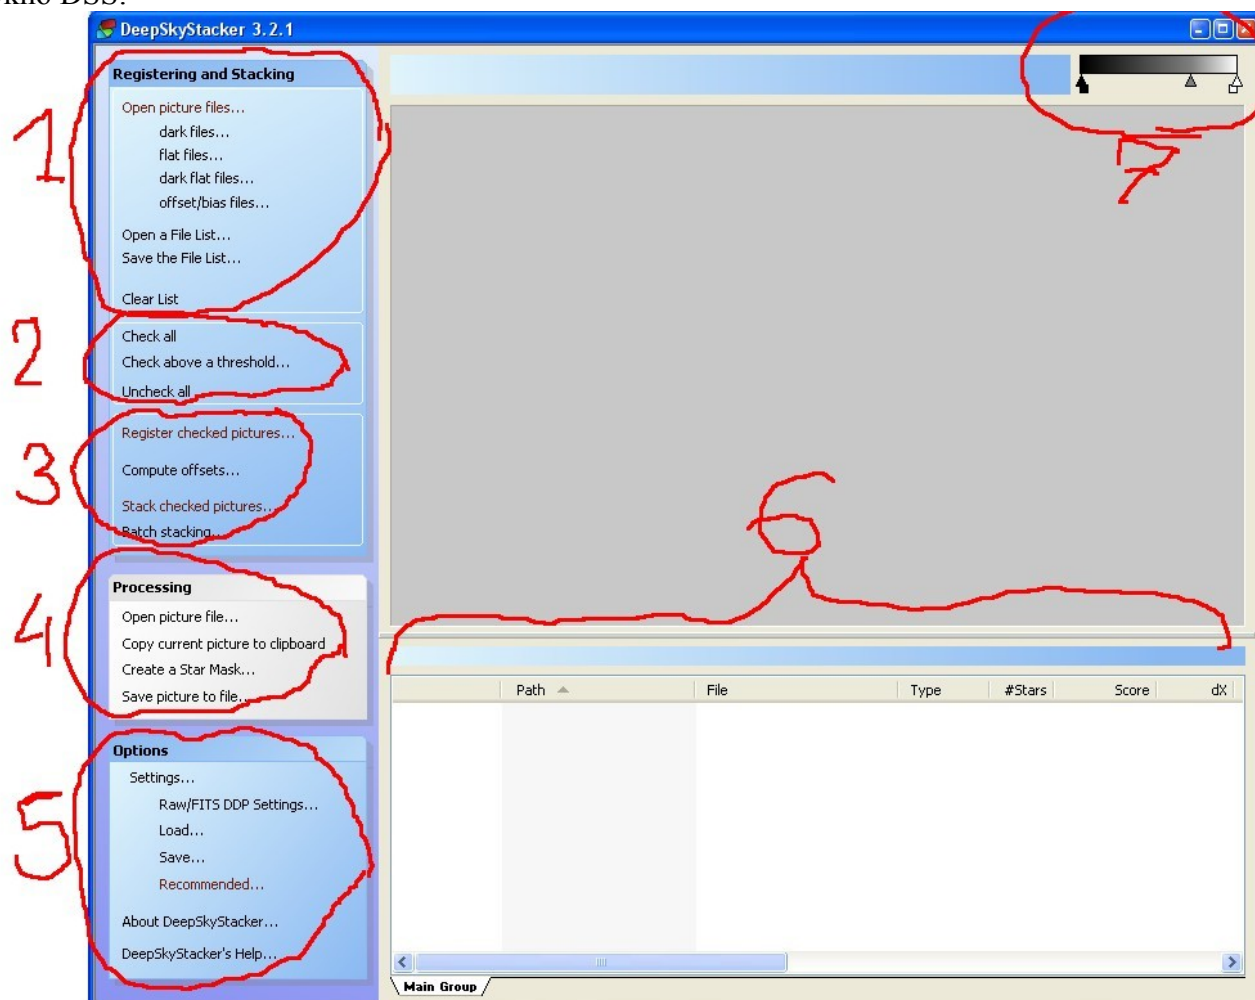 кно DSS:
DeepSkyStacker 3.2.1
1
Registering and Stacking
Open picture files...
dark files...
flat files...
dark flat files...
offset/bias files...
Open a File List...
Save the File List...
Clear List
2
Check all
Check above a threshold...
Uncheck all
3
Register checked pictures...
Compute offsets...
Stack checked pictures...
Batch stacking...
4
Processing
Open picture file...
Copy current picture to clipboard
Create a Star Mask...
Save picture to file...
5
Options
Settings...
Raw/FITS DDP Settings...
Load...
Save...
Recommended...
About DeepSkyStacker...
DeepSkyStacker's Help...
7
6
Path File Type #Stars Score dX
Main Group